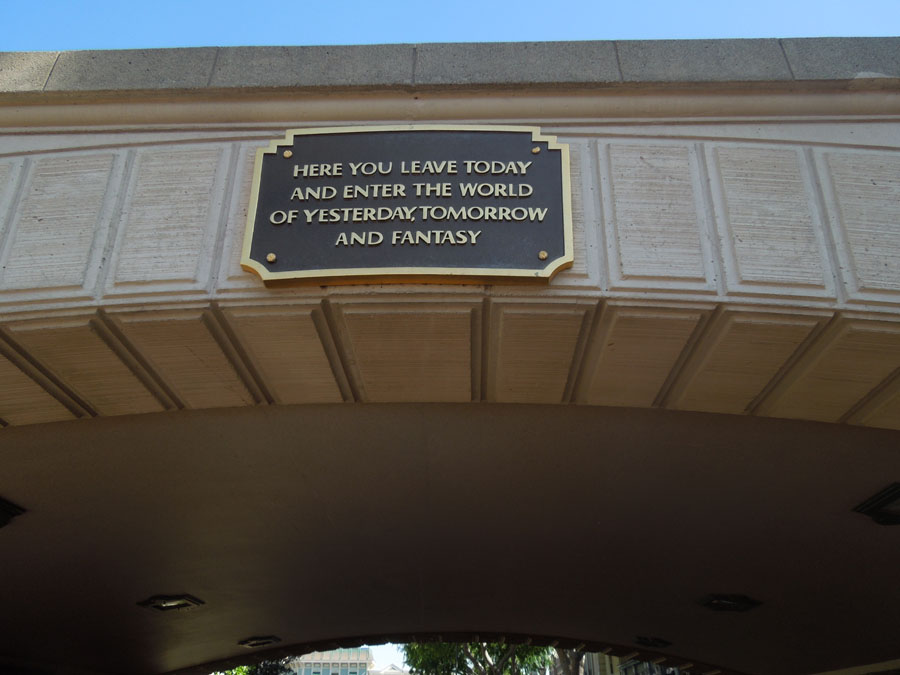 HERE YOU LEAVE TODAY
AND ENTER THE WORLD
OF YESTERDAY, TOMORROW
AND FANTASY